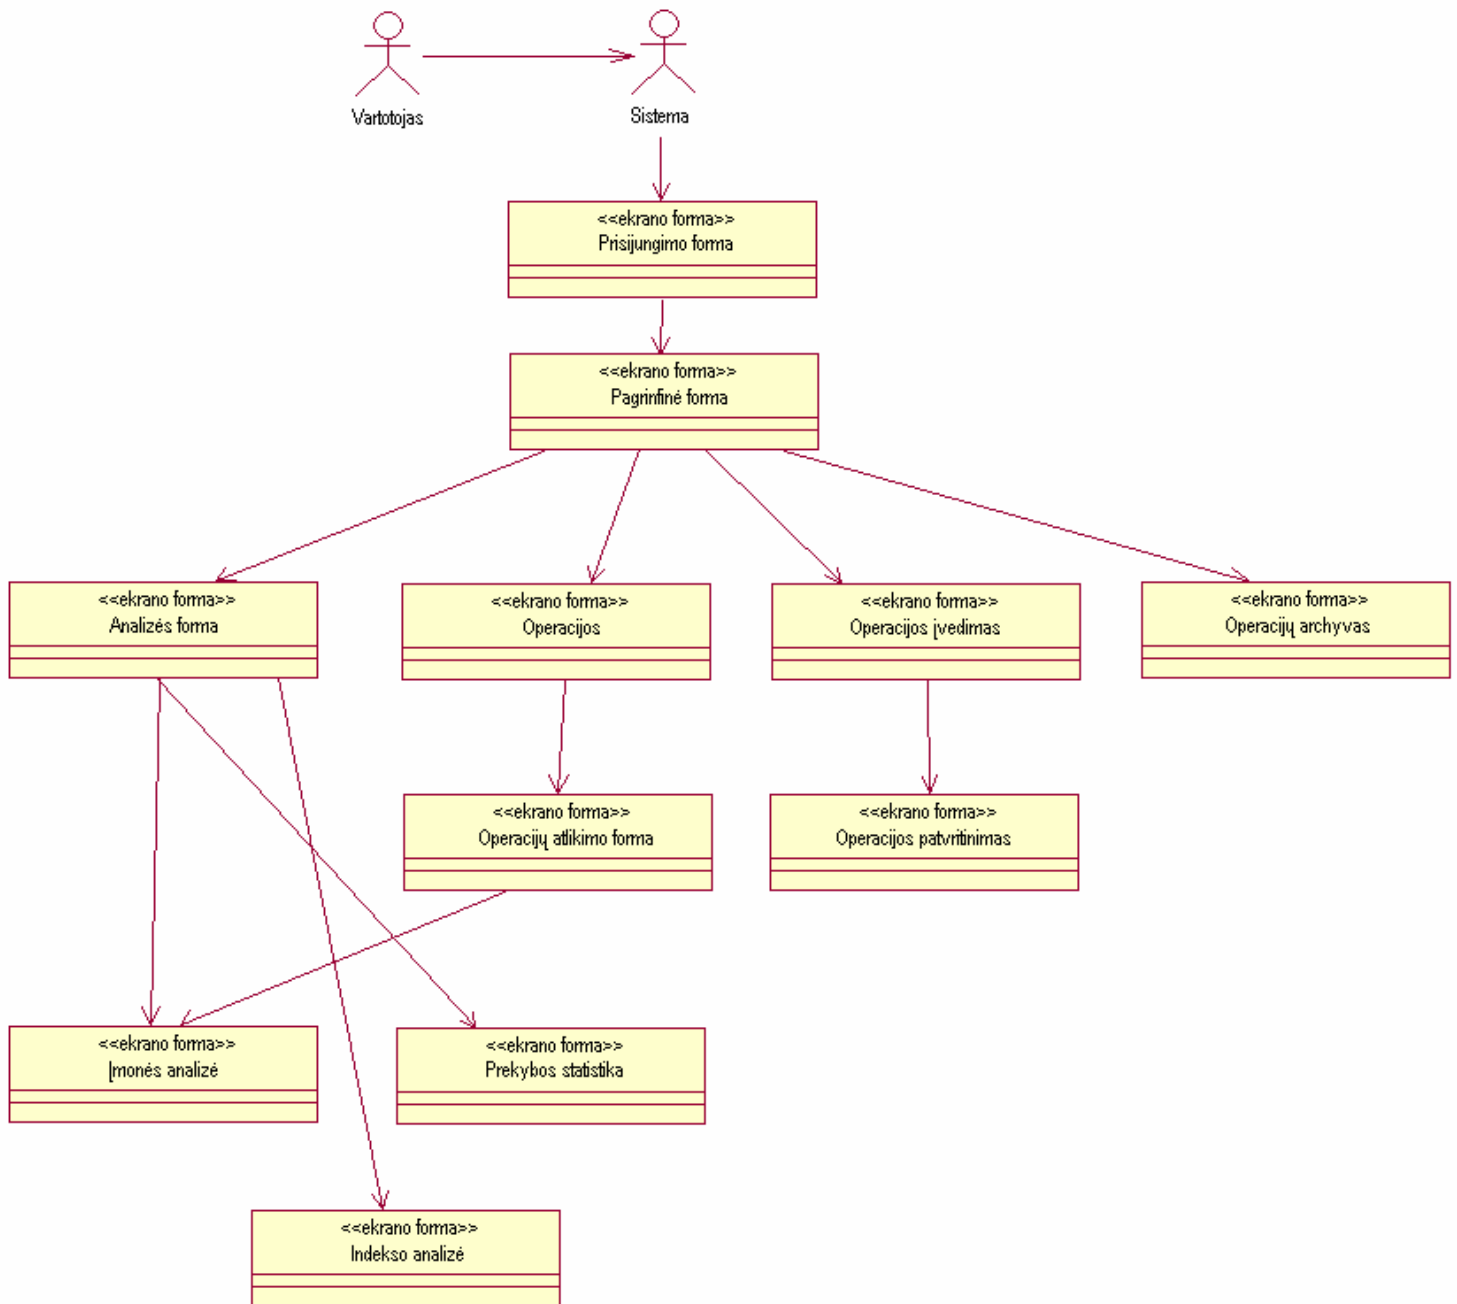 Vartotojas
Sistema
<<ekrano forma>>
Prisijungimo forma
<<ekrano forma>>
Pagrinfinė forma
<<ekrano forma>>
Analizės forma
<<ekrano forma>>
Operacijos
<<ekrano forma>>
Operacijos įvedimas
<<ekrano forma>>
Operacijų archyvas
<<ekrano forma>>
Operacijų atlikimo forma
<<ekrano forma>>
Operacijos patvritinimas
<<ekrano forma>>
Įmonės analizė
<<ekrano forma>>
Prekybos statistika
<<ekrano forma>>
Indekso analizė